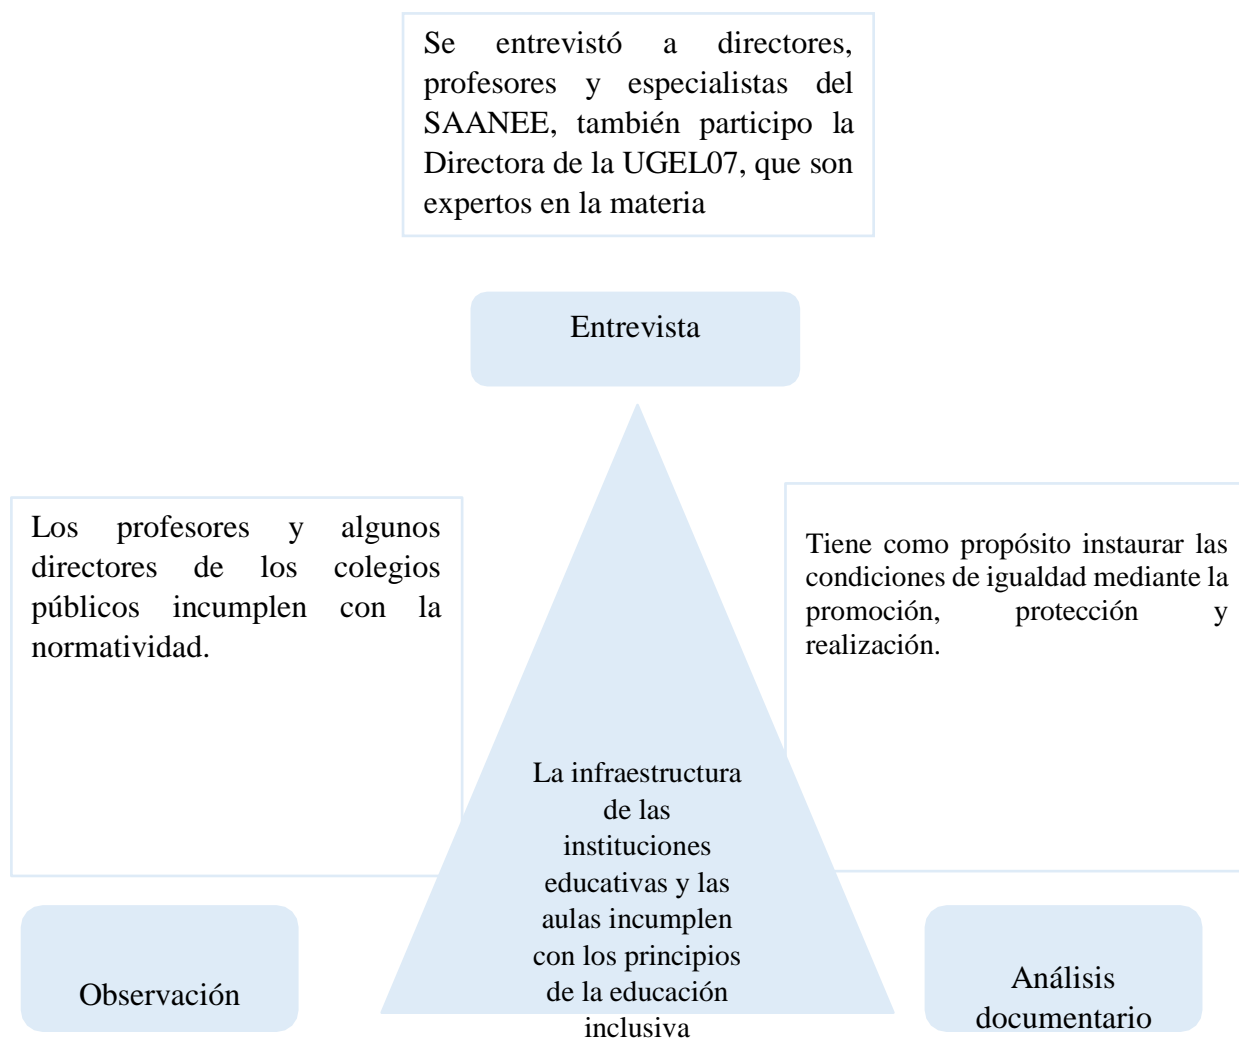 Se entrevistó a directores,
profesores y especialistas del
SAANEE, también participo la
Directora de la UGEL07, que son
expertos en la materia
Entrevista
Los profesores y algunos
directores de los colegios
públicos incumplen con la
normatividad.
Tiene como propósito instaurar las
condiciones de igualdad mediante la
promoción, protección y
realización.
La infraestructura
de las
instituciones
educativas y las
aulas incumplen
con los principios
de la educación
inclusiva
Observación
Análisis
documentario